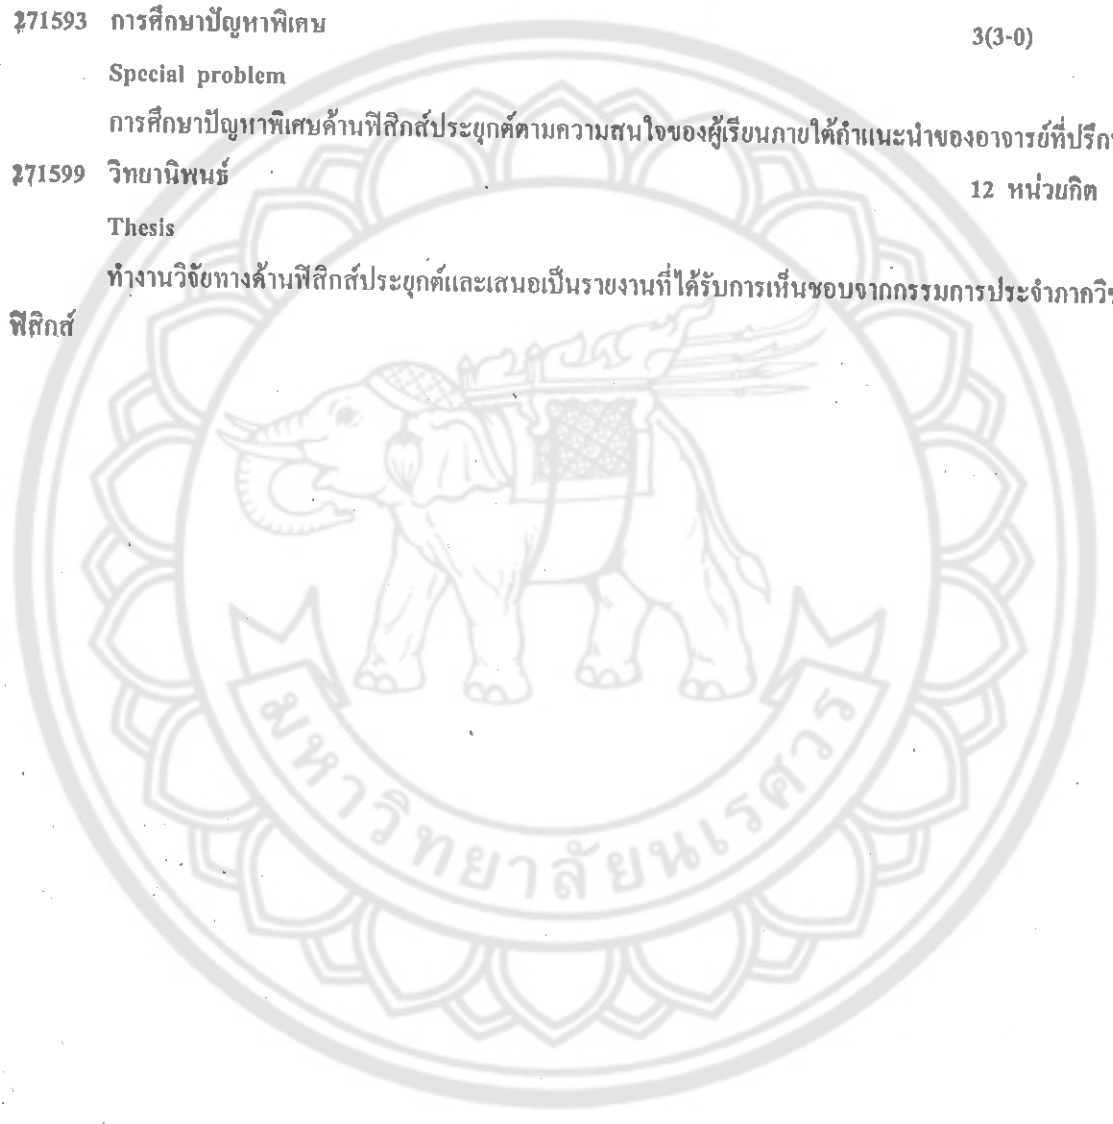 271593 การศึกษาปัญหาพิเศษ 3(3-0)
Special problem
การศึกษาปัญหาพิเศษด้านฟิสิกส์ประยุกต์ตามความสนใจของผู้เรียนภายใต้คำแนะนำของอาจารย์ที่ปรึก
271599 วิทยานิพนธ์ 12 หน่วยกิต
Thesis
ทำงานวิจัยทางด้านฟิสิกส์ประยุกต์และเสนอเป็นรายงานที่ได้รับการเห็นชอบจากกรรมการประจำภาควิช
ฟิสิกส์
มหาวิทยาลัยนเรศวร